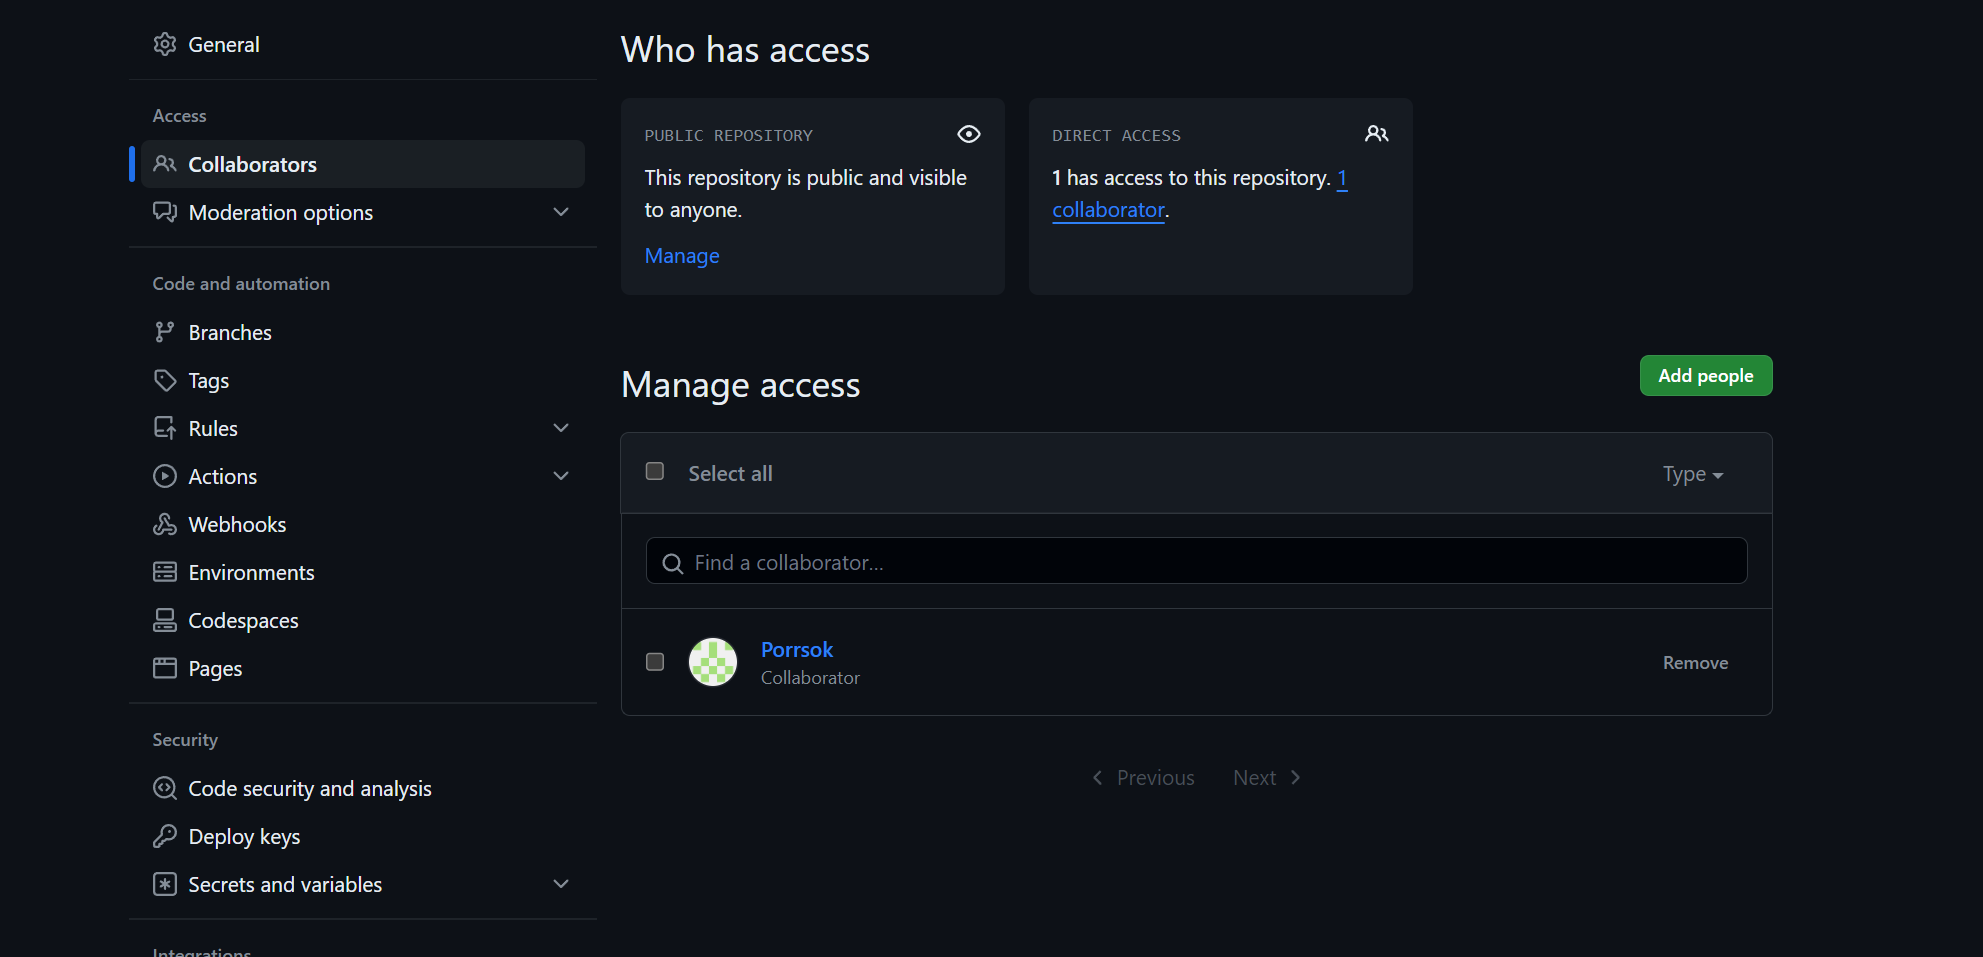 General
Access
Collaborators
Moderation options
Code and automation
Branches
Tags
Rules
Actions
Webhooks
Environments
Codespaces
Pages
Security
Code security and analysis
Deploy keys
Secrets and variables
Integrations
Who has access
PUBLIC REPOSITORY
This repository is public and visible
to anyone.
Manage
DIRECT ACCESS
1 has access to this repository. 1
collaborator.
Manage access
Add people
Select all
Type
Find a collaborator...
Porrsok
Collaborator
Remove
Previous
Next